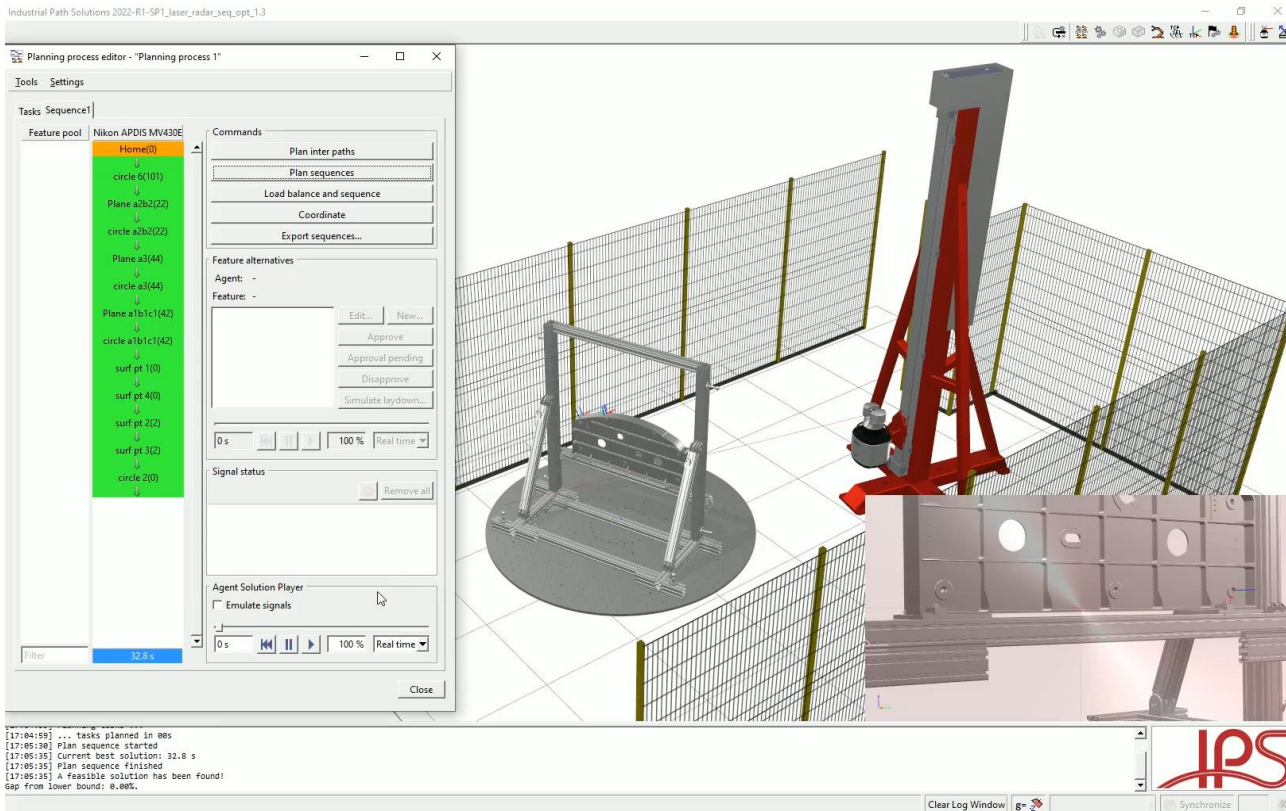 Industrial Path Solutions 2022-R1-SP1_laser_radar_seq_opt_1.3
Planning process editor - "Planning process 1"
Tools Settings
Tasks Sequence1
Feature pool
Nikon APDIS MV430E
Home(0)
circle 6(101)
Plane a2b2(22)
circle a2b2(22)
Plane a3(44)
circle a3(44)
Plane a1b1c1(42)
circle a1b1c1(42)
surf pt 1(0)
surf pt 4(0)
surf pt 2(2)
surf pt 3(2)
circle 2(0)
Filter
32.8 s
Commands
Plan inter paths
Plan sequences
Load balance and sequence
Coordinate
Export sequences...
Feature alternatives
Agent: -
Feature: -
Edit... New...
Approve
Approval pending
Disapprove
Simulate laydown...
0 s 100 % Real time
Signal status
Remove all
Agent Solution Player
Emulate signals
0 s 100 % Real time
Close
[17:04:59] ... tasks planned in 00s
[17:05:30] Plan sequence started
[17:05:35] Current best solution: 32.8 s
[17:05:35] Plan sequence finished
[17:05:35] A feasible solution has been found!
Gap from lower bound: 0.00%.
IPS
Clear Log Window g= Synchronize